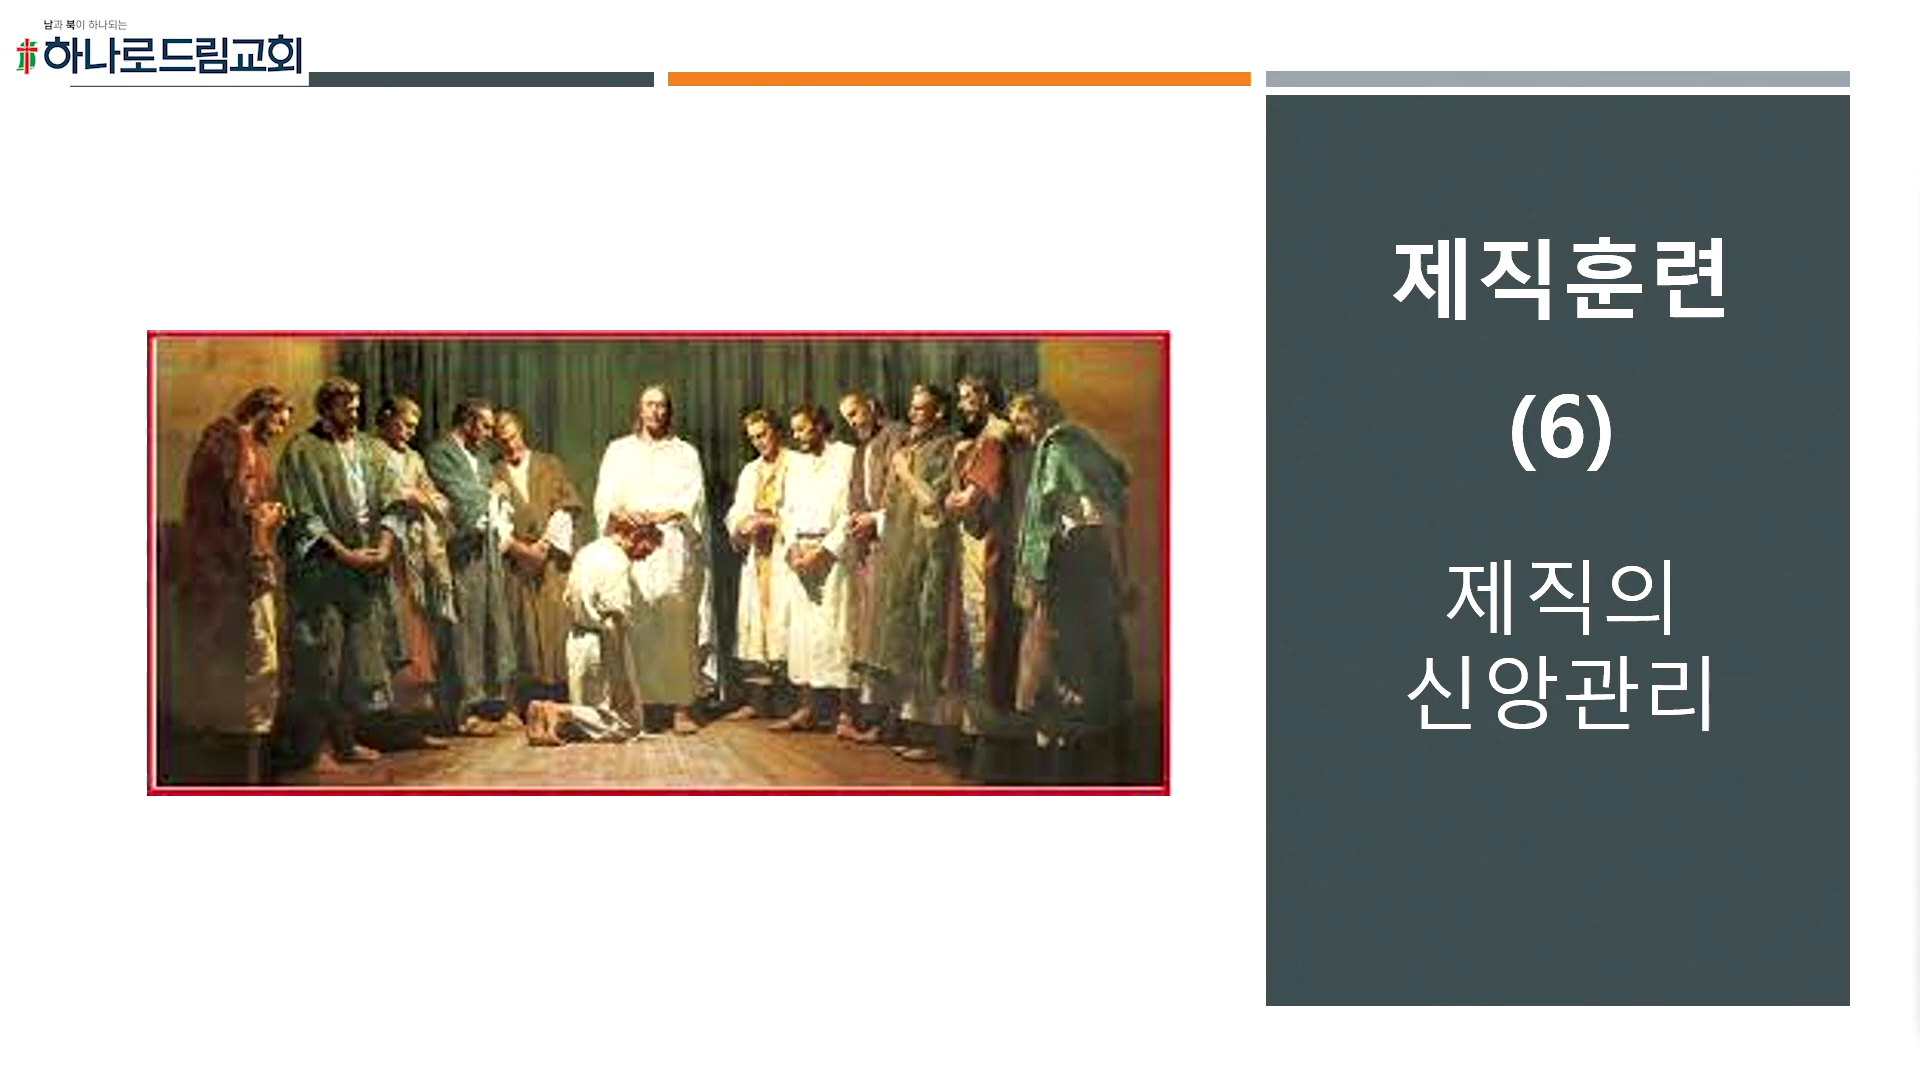 남과 북이 하나되는
하나로드림교회
제직훈련
(6)
제직의
신앙관리